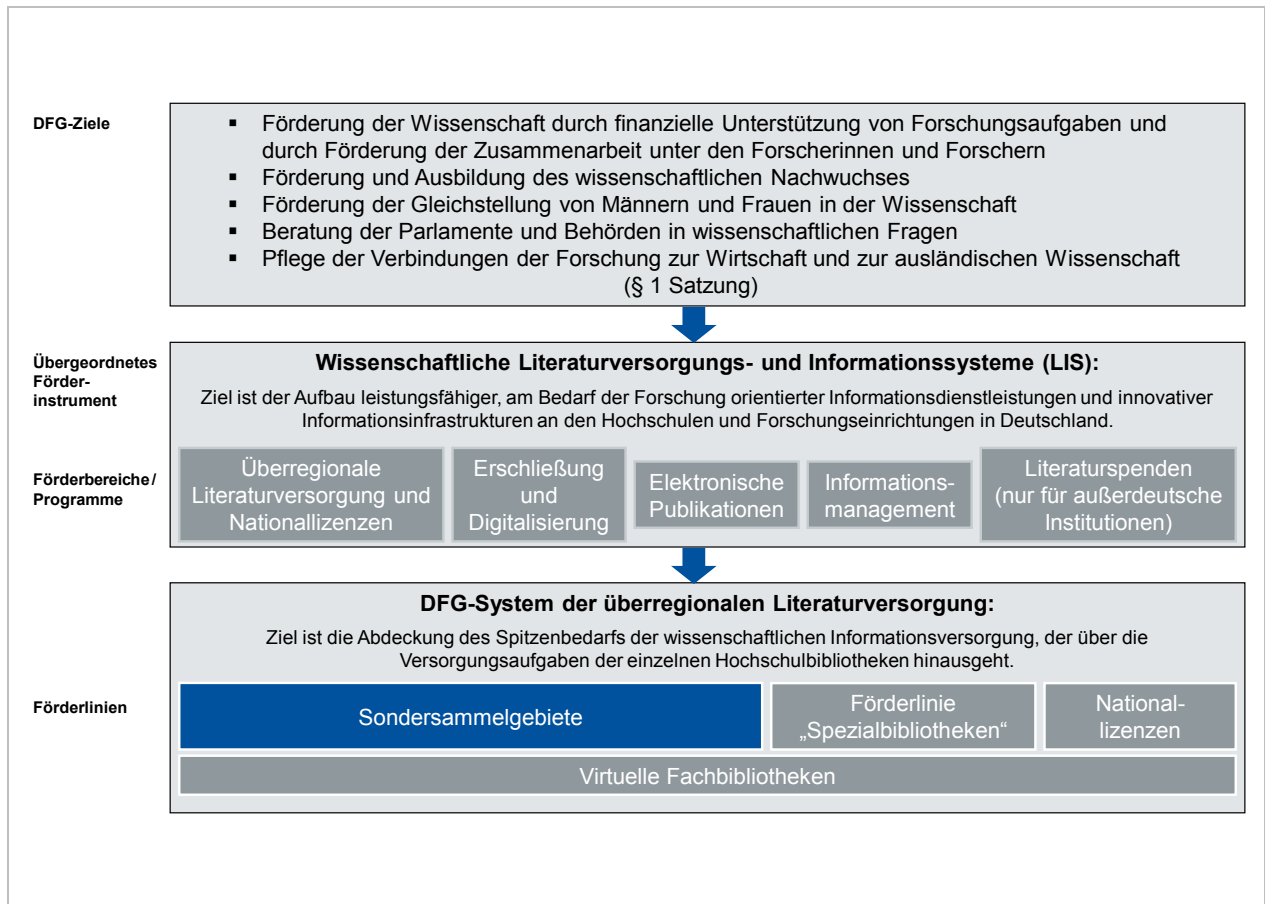 DFG-Ziele
▪ Förderung der Wissenschaft durch finanzielle Unterstützung von Forschungsaufgaben und
durch Förderung der Zusammenarbeit unter den Forscherinnen und Forschern
▪ Förderung und Ausbildung des wissenschaftlichen Nachwuchses
▪ Förderung der Gleichstellung von Männern und Frauen in der Wissenschaft
▪ Beratung der Parlamente und Behörden in wissenschaftlichen Fragen
▪ Pflege der Verbindungen der Forschung zur Wirtschaft und zur ausländischen Wissenschaft
(§ 1 Satzung)
Übergeordnetes
Förder-
instrument
Wissenschaftliche Literaturversorgungs- und Informationssysteme (LIS):
Ziel ist der Aufbau leistungsfähiger, am Bedarf der Forschung orientierter Informationsdienstleistungen und innovativer
Informationsinfrastrukturen an den Hochschulen und Forschungseinrichtungen in Deutschland.
Förderbereiche/
Programme
Überregionale
Literaturversorgung und
Nationallizenzen
Erschließung
und
Digitalisierung
Elektronische
Publikationen
Informations-
management
Literaturspenden
(nur für außerdeutsche
Institutionen)
DFG-System der überregionalen Literaturversorgung:
Ziel ist die Abdeckung des Spitzenbedarfs der wissenschaftlichen Informationsversorgung, der über die
Versorgungsaufgaben der einzelnen Hochschulbibliotheken hinausgeht.
Förderlinien
Sondersammelgebiete
Förderlinie
„Spezialbibliotheken“
National-
lizenzen
Virtuelle Fachbibliotheken